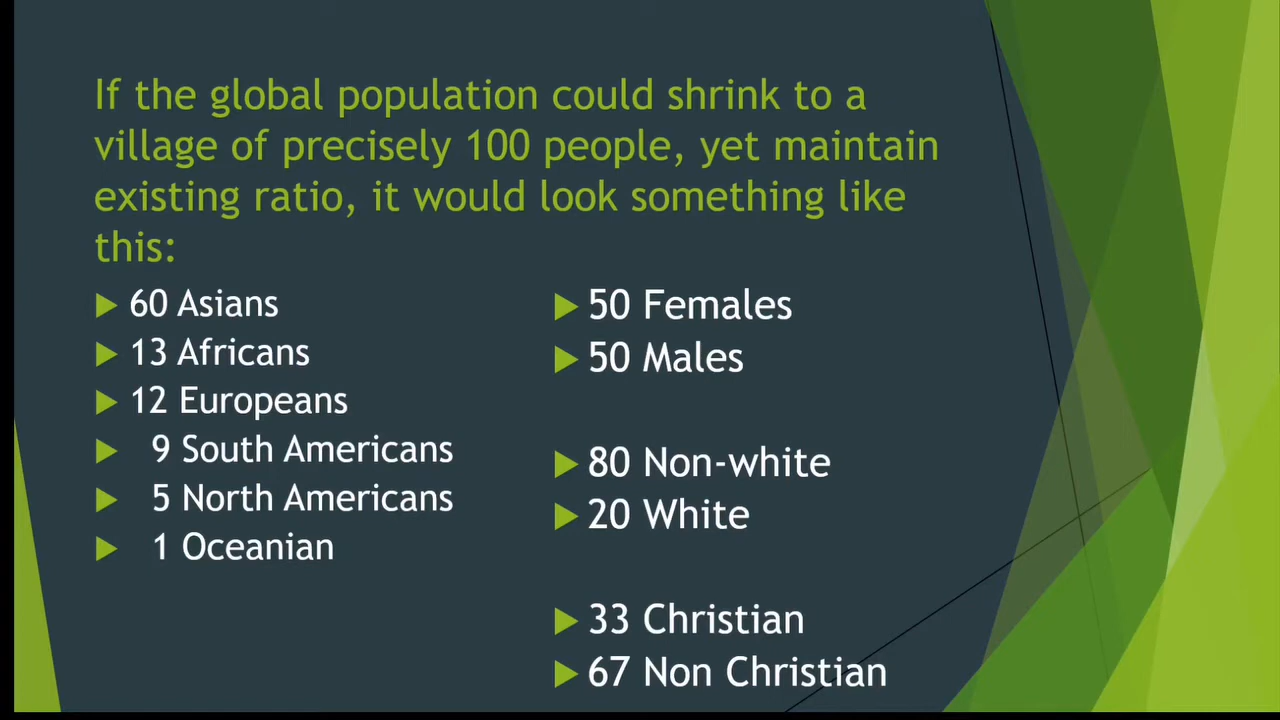 If the global population could shrink to a
village of precisely 100 people, yet maintain
existing ratio, it would look something like
this:
60 Asians
13 Africans
12 Europeans
9 South Americans
5 North Americans
1 Oceanian
50 Females
50 Males
80 Non-white
20 White
33 Christian
67 Non Christian